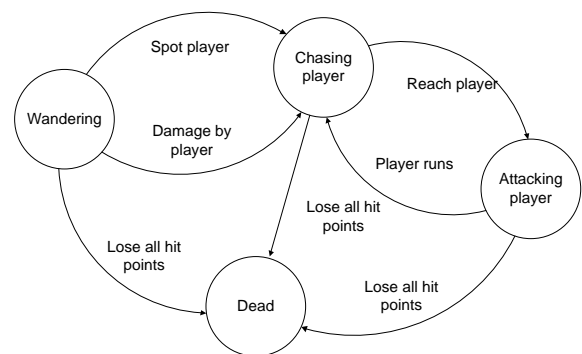 Spot player
Chasing
player
Reach player
Wandering
Damage by
player
Player runs
Attacking
player
Lose all hit
points
Lose all hit
points
Dead
Lose all hit
points